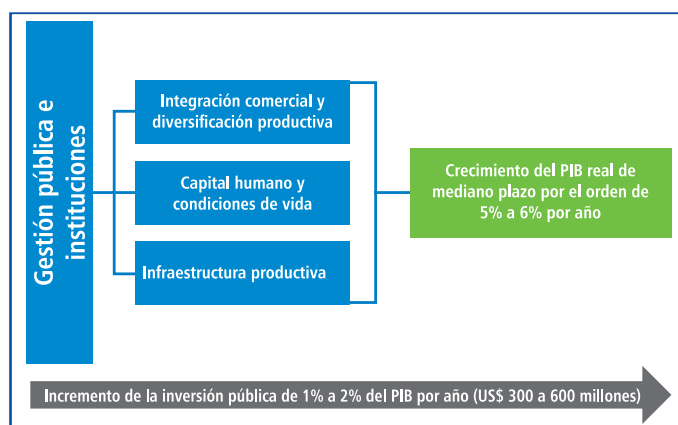 Gestión pública e
instituciones
Integración comercial y
diversificación productiva
Capital humano y
condiciones de vida
Infraestructura productiva
Crecimiento del PIB real de
mediano plazo por el orden de
5% a 6% por año
Incremento de la inversión pública de 1% a 2% del PIB por año (US$ 300 a 600 millones)